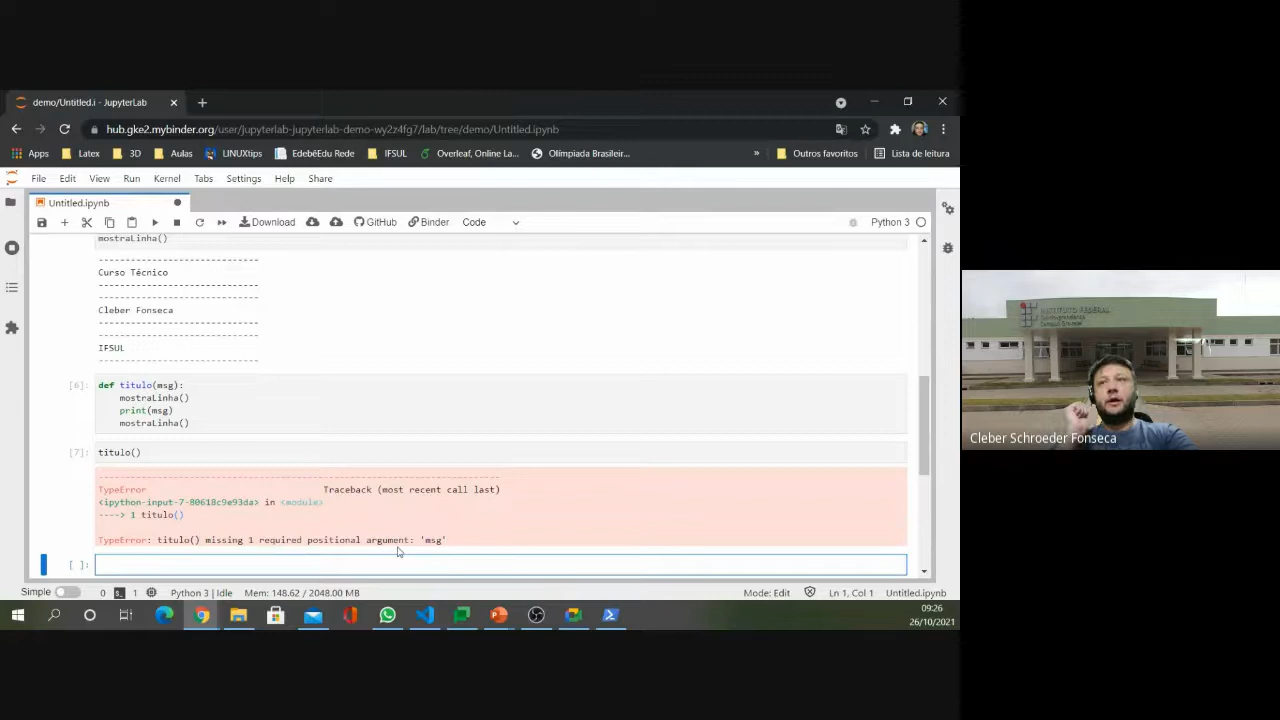 demo/Untitled.i - JupyterLab
hub.gke2.mybinder.org/user/jupyterlab-jupyterlab-demo-wy2z4fg7/lab/tree/demo/Untitled.ipynb
Apps Latex 3D Aulas LINUXtips EdebêEdu Rede IFSUL Overleaf, Online La... Olímpiada Brasileir... » Outros favoritos Lista de leitura
File Edit View Run Kernel Tabs Settings Help Share
Untitled.ipynb
Download GitHub Binder Code Python 3
mostraLinha()
------------------------------
Curso Técnico
------------------------------
------------------------------
Cleber Fonseca
------------------------------
------------------------------
IFSUL
------------------------------
[6]: def titulo(msg):
mostraLinha()
print(msg)
mostraLinha()
[7]: titulo()
---------------------------------------------------------------------------
TypeError Traceback (most recent call last)
<ipython-input-7-80618c9e93da> in <module>
----> 1 titulo()
TypeError: titulo() missing 1 required positional argument: 'msg'
[ ]:
Simple 0 1 Python 3 | Idle Mem: 148.62 / 2048.00 MB Mode: Edit Ln 1, Col 1 Untitled.ipynb
09:26
26/10/2021
INSTITUTO FEDERAL
Cleber Schroeder Fonseca